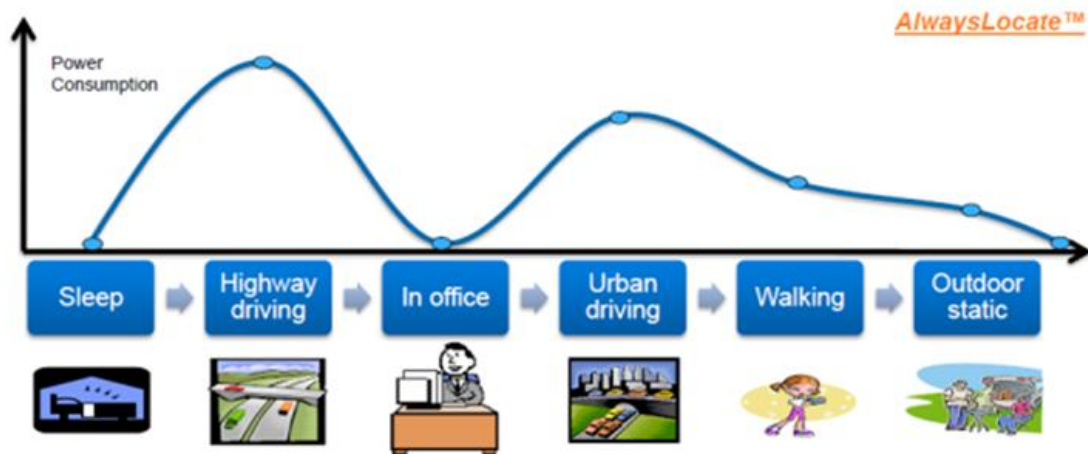 AlwaysLocate™
Power
Consumption
Sleep
Highway
driving
In office
Urban
driving
Walking
Outdoor
static